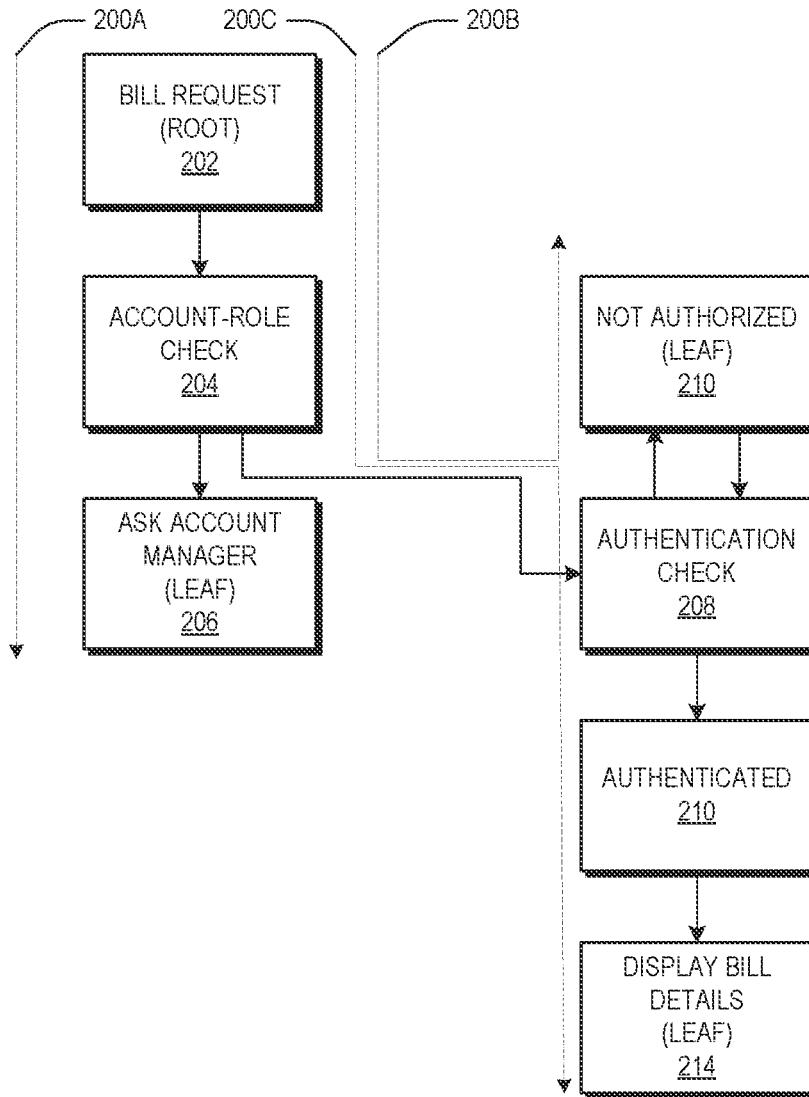 200A
200C
200B
BILL REQUEST
(ROOT)
202
ACCOUNT-ROLE
CHECK
204
NOT AUTHORIZED
(LEAF)
210
ASK ACCOUNT
MANAGER
(LEAF)
206
AUTHENTICATION
CHECK
208
AUTHENTICATED
210
DISPLAY BILL
DETAILS
(LEAF)
214